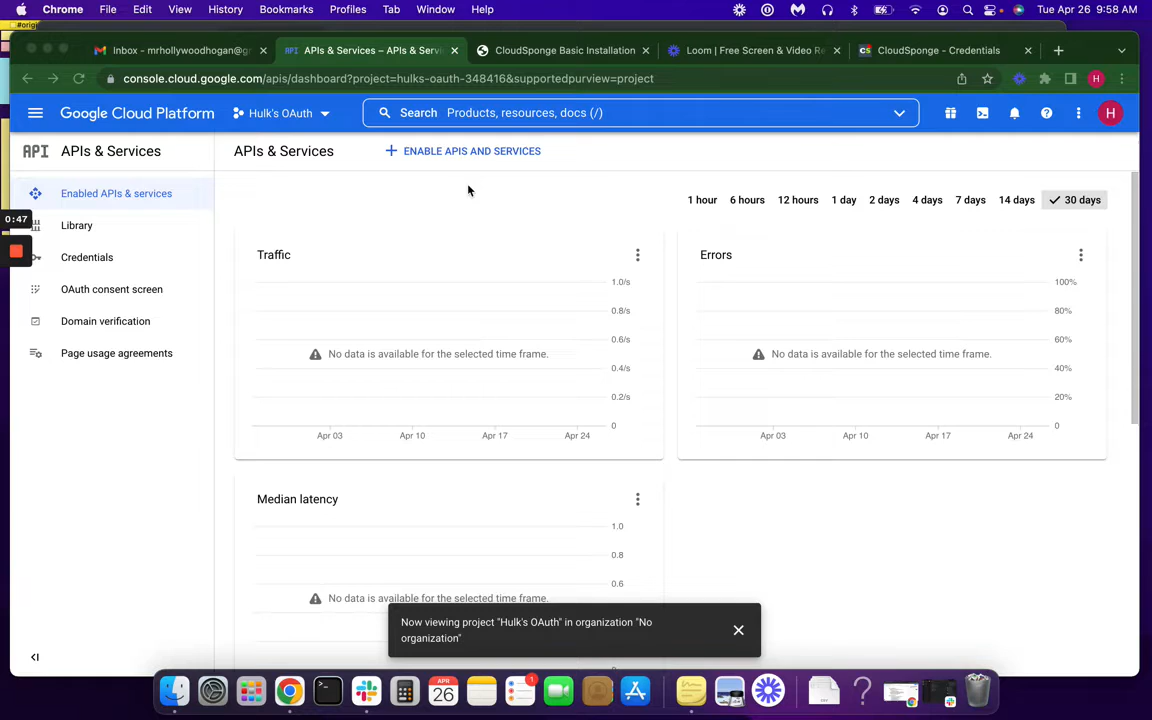 Chrome File Edit View History Bookmarks Profiles Tab Window Help Tue Apr 26 9:58 AM
Inbox - mrhollywoodhogan@g
API APIs & Services – APIs & Servi
CloudSponge Basic Installation
Loom | Free Screen & Video Re
CS CloudSponge - Credentials
console.cloud.google.com/apis/dashboard?project=hulks-oauth-348416&supportedpurview=project
H
Google Cloud Platform Hulk's OAuth Search Products, resources, docs (/) H
API APIs & Services
APIs & Services + ENABLE APIS AND SERVICES
Enabled APIs & services
Library
Credentials
OAuth consent screen
Domain verification
Page usage agreements
0:47
1 hour 6 hours 12 hours 1 day 2 days 4 days 7 days 14 days 30 days
Traffic
1.0/s
0.8/s
0.6/s
No data is available for the selected time frame.
0.4/s
0.2/s
0
Apr 03 Apr 10 Apr 17 Apr 24
Errors
100%
80%
60%
No data is available for the selected time frame.
40%
20%
0
Apr 03 Apr 10 Apr 17 Apr 24
Median latency
1.0
0.8
0.6
No data is available for the selected time frame.
Now viewing project "Hulk's OAuth" in organization "No
organization"
APR
26
1